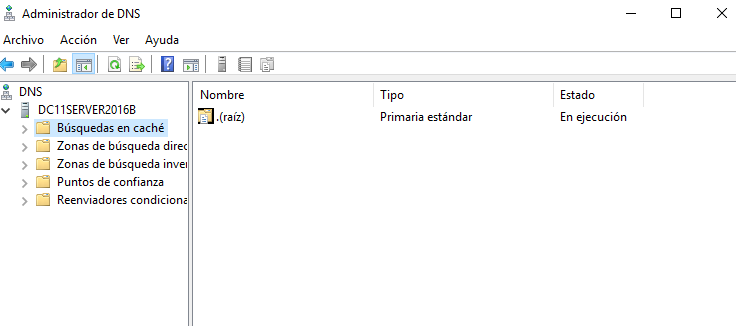 Administrador de DNS
Archivo Acción Ver Ayuda
DNS
DC11SERVER2016B
Búsquedas en caché
Zonas de búsqueda direc
Zonas de búsqueda inver
Puntos de confianza
Reenviadores condiciona
Nombre Tipo Estado
.(raíz) Primaria estándar En ejecución